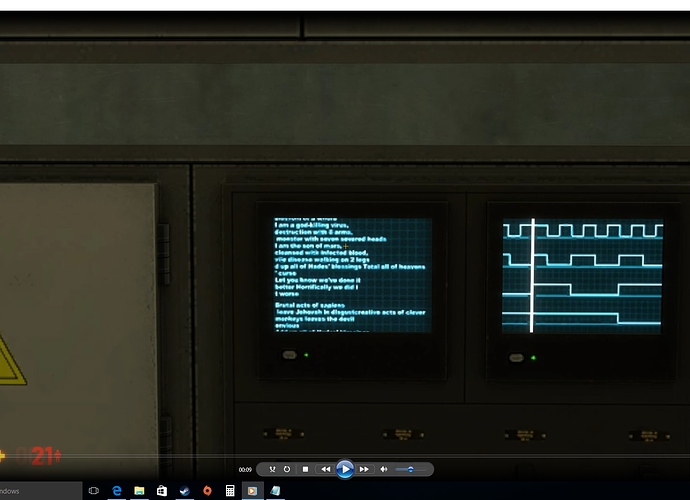 I am a god-killing virus,
destruction with 8 arms,
monster with seven severed heads
I am the son of mars,
cleansed with infected blood,
vile disease walking on 2 legs
d up all of Hades' blessings Total all of heavens
' curse
Let you know we've done it
better Horrifically we did i
t worse
Brutal acts of sapiens
leave Jehovah in disgustcreative acts of clever
monkeys leaves the devil
envious
21
00:09
ndows